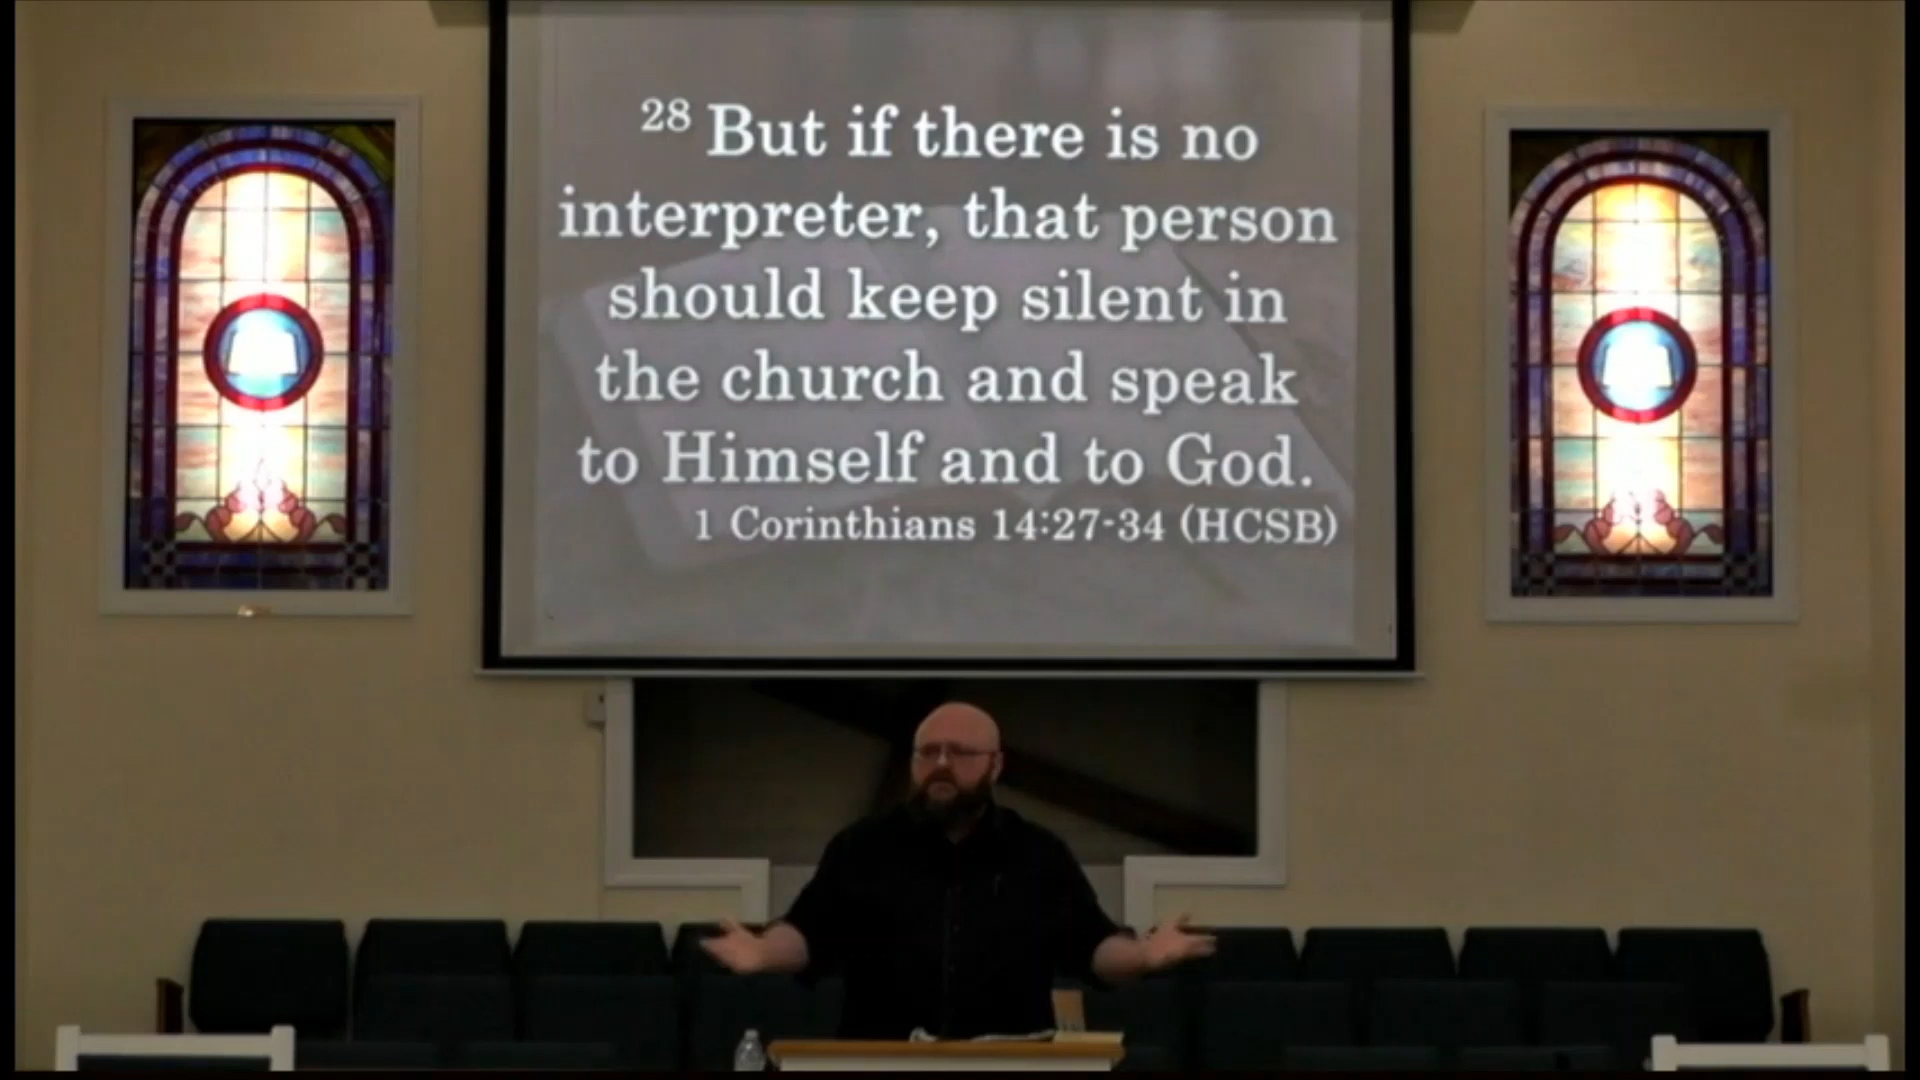 28 But if there is no
interpreter, that person
should keep silent in
the church and speak
to Himself and to God.
1 Corinthians 14:27-34 (HCSB)